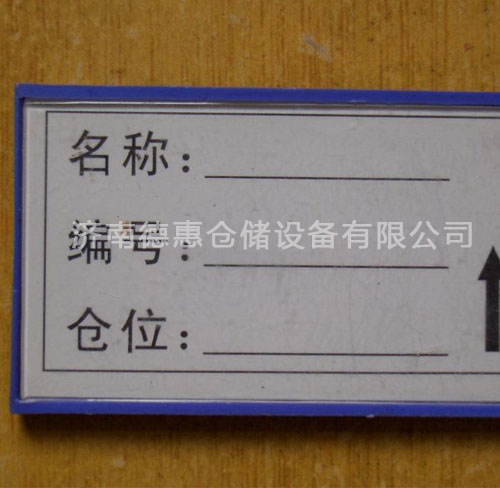 名称：
济南德惠仓储设备有限公司
编号：
仓位：